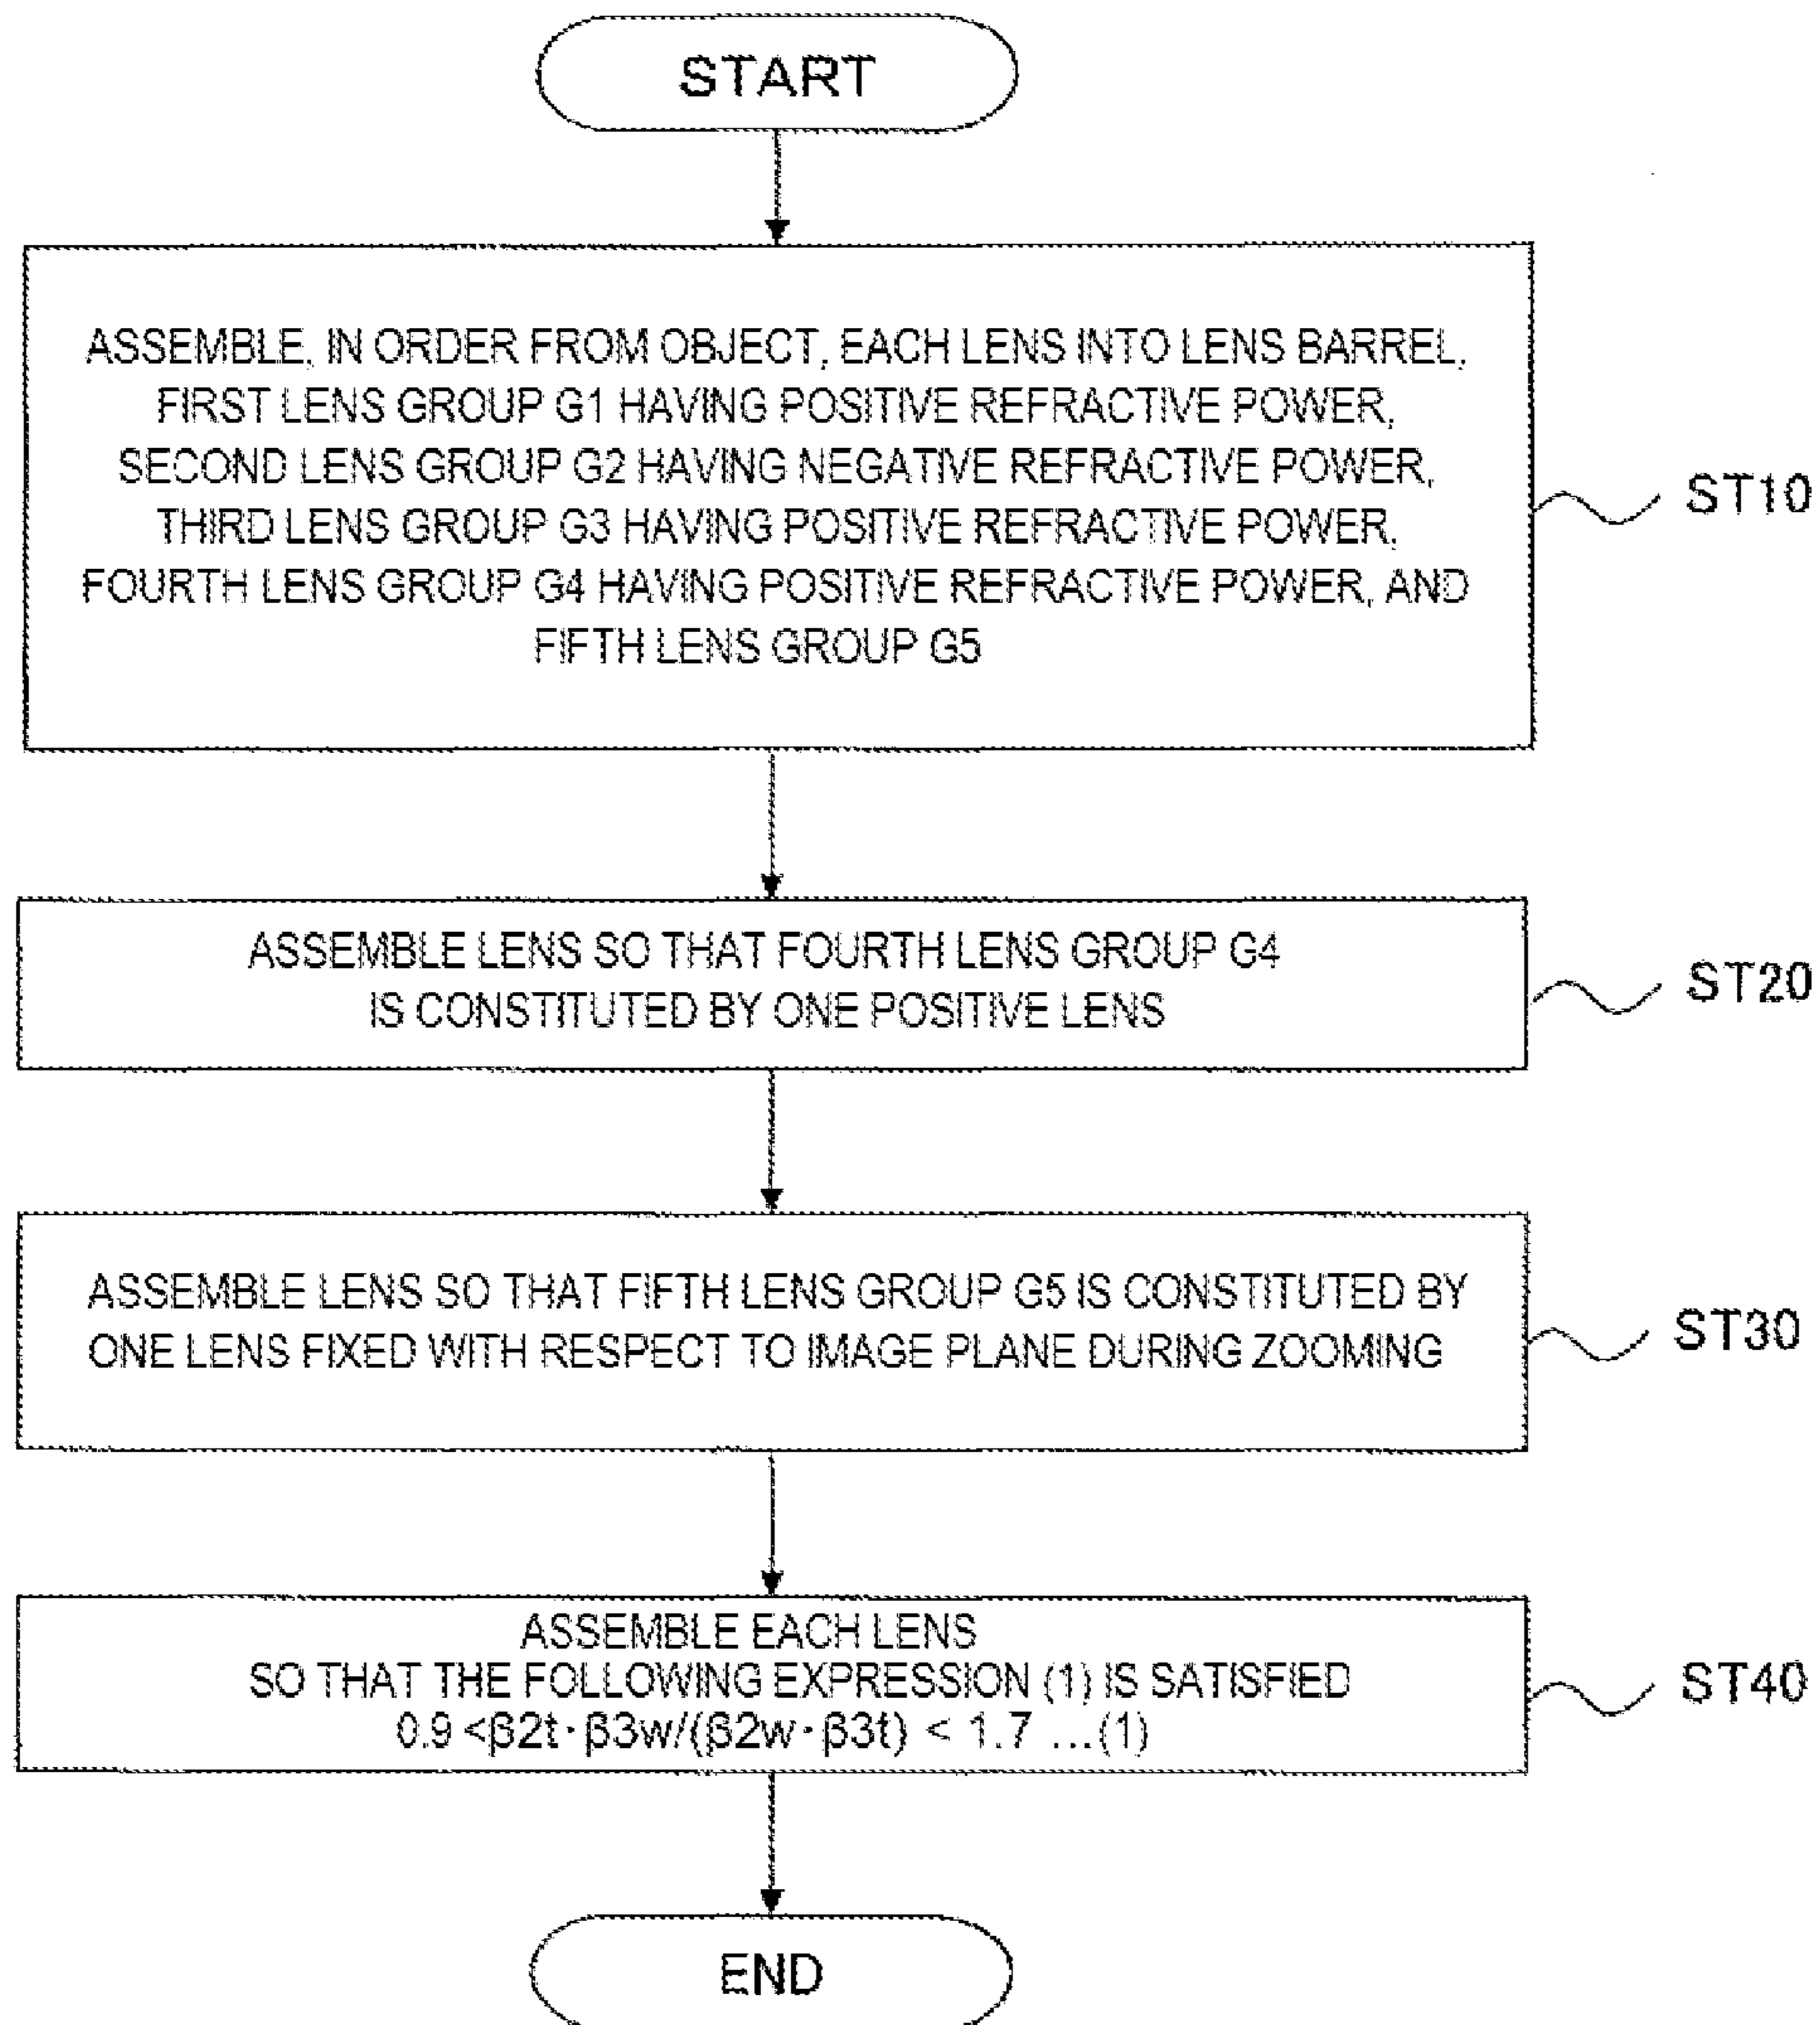 START
ASSEMBLE, IN ORDER FROM OBJECT, EACH LENS INTO LENS BARREL,
FIRST LENS GROUP G1 HAVING POSITIVE REFRACTIVE POWER,
SECOND LENS GROUP G2 HAVING NEGATIVE REFRACTIVE POWER,
THIRD LENS GROUP G3 HAVING POSITIVE REFRACTIVE POWER,
FOURTH LENS GROUP G4 HAVING POSITIVE REFRACTIVE POWER, AND
FIFTH LENS GROUP G5
ST10
ASSEMBLE LENS SO THAT FOURTH LENS GROUP G4
IS CONSTITUTED BY ONE POSITIVE LENS
ST20
ASSEMBLE LENS SO THAT FIFTH LENS GROUP G5 IS CONSTITUTED BY
ONE LENS FIXED WITH RESPECT TO IMAGE PLANE DURING ZOOMING
ST30
ASSEMBLE EACH LENS
SO THAT THE FOLLOWING EXPRESSION (1) IS SATISFIED
0.9 <β2t·β3w/(β2w·β3t) < 1.7 ...(1)
ST40
END